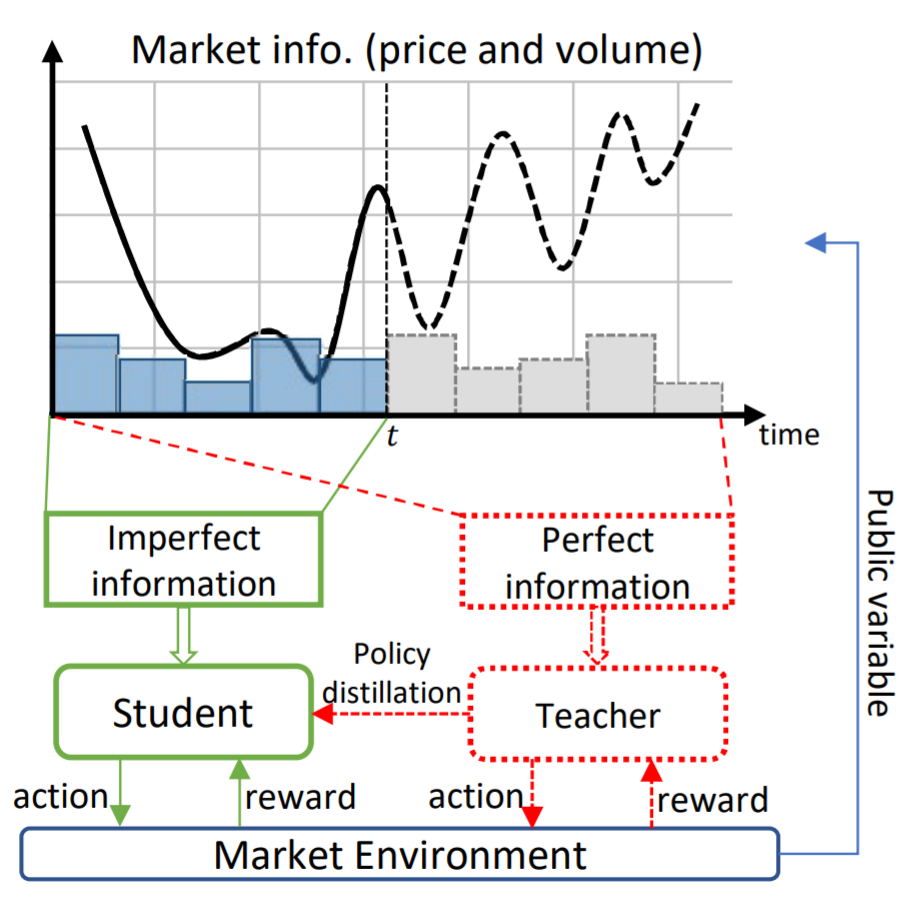 Market info. (price and volume)
t
time
Imperfect
information
Perfect
information
Public variable
Policy
distillation
Student
Teacher
action
reward
action
reward
Market Environment